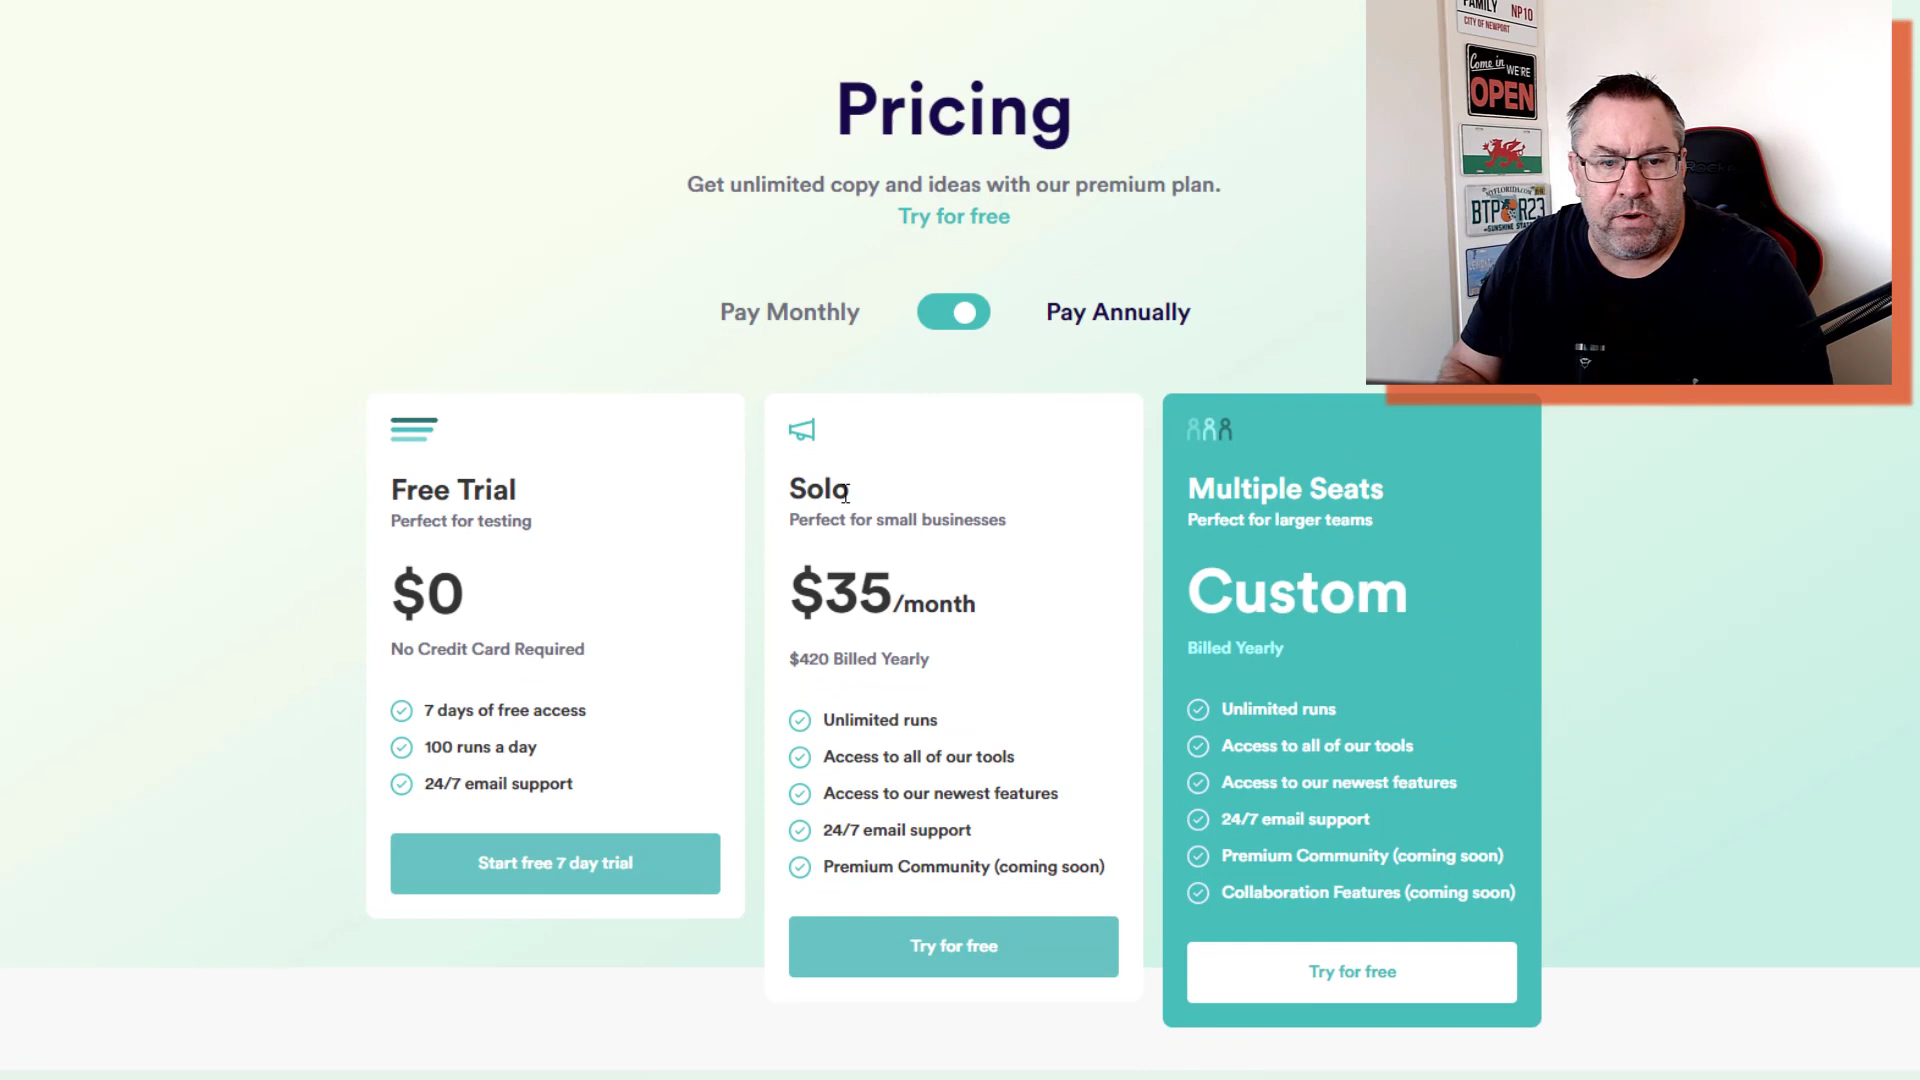 FAMILY NP10
CITY OF NEWPORT
Come in WE'RE
OPEN
BTP R23
Pricing
Get unlimited copy and ideas with our premium plan.
Try for free
Pay Monthly
Pay Annually
Free Trial
Perfect for testing
$0
No Credit Card Required
7 days of free access
100 runs a day
24/7 email support
Start free 7 day trial
Solo
Perfect for small businesses
$35/month
$420 Billed Yearly
Unlimited runs
Access to all of our tools
Access to our newest features
24/7 email support
Premium Community (coming soon)
Try for free
Multiple Seats
Perfect for larger teams
Custom
Billed Yearly
Unlimited runs
Access to all of our tools
Access to our newest features
24/7 email support
Premium Community (coming soon)
Collaboration Features (coming soon)
Try for free